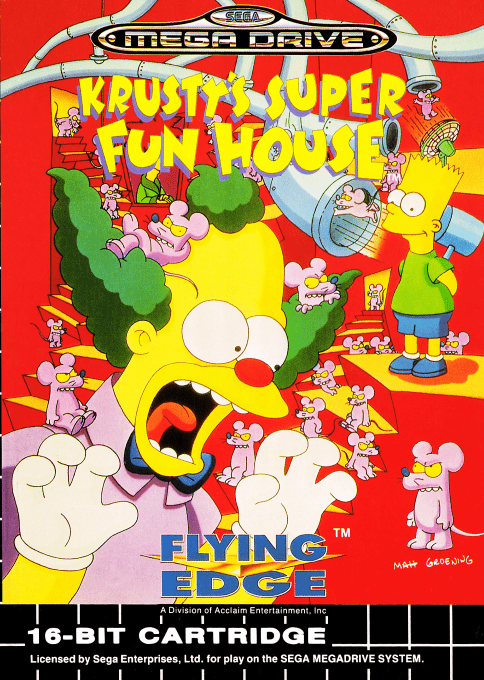 SEGA
MEGA DRIVE
KRUSTY'S SUPER
FUN HOUSE
FLYING
EDGE
TM
MATT GROENING
A Division of Acclaim Entertainment, Inc
16-BIT CARTRIDGE
Licensed by Sega Enterprises, Ltd. for play on the SEGA MEGADRIVE SYSTEM.